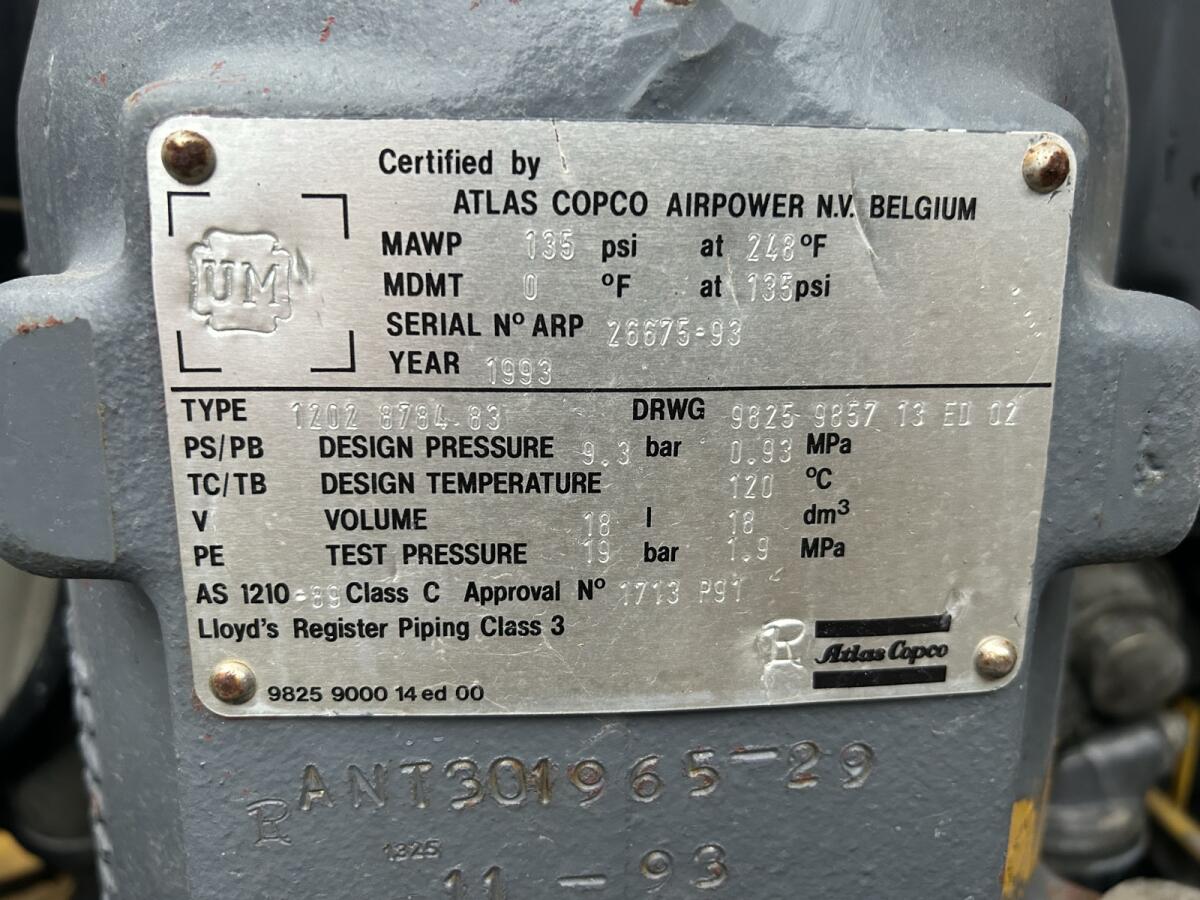 Certified by
ATLAS COPCO AIRPOWER N.V. BELGIUM
UM
MAWP 135 psi at 248 °F
MDMT 0 °F at 135 psi
SERIAL Nº ARP 26675-93
YEAR 1993
TYPE 1202 8784 83 DRWG 9825 9857 13 ED 02
PS/PB DESIGN PRESSURE 9.3 bar 0.93 MPa
TC/TB DESIGN TEMPERATURE 120 °C
V VOLUME 18 l 18 dm3
PE TEST PRESSURE 19 bar 1.9 MPa
AS 1210-89 Class C Approval Nº 1713 P91
Lloyd's Register Piping Class 3
Atlas Copco
9825 9000 14 ed 00
ANT301965-29
1325
11-93